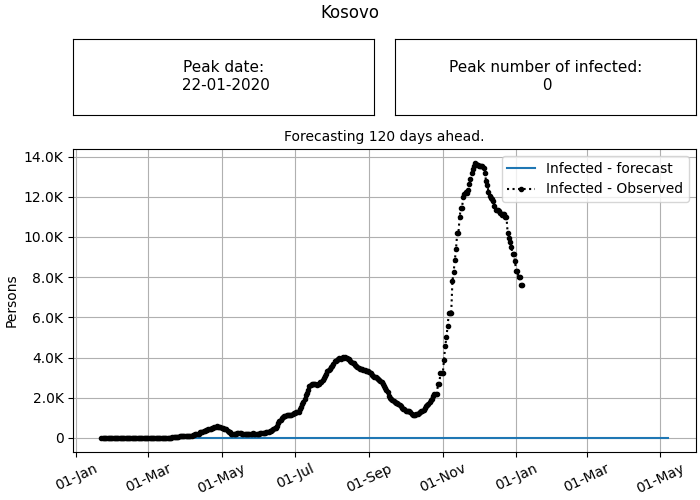 Kosovo
Peak date:
22-01-2020
Peak number of infected:
0
Forecasting 120 days ahead.
14.0K
12.0K
10.0K
8.0K
6.0K
4.0K
2.0K
0
Persons
Infected - forecast
Infected - Observed
01-Jan
01-Mar
01-May
01-Jul
01-Sep
01-Nov
01-Jan
01-Mar
01-May